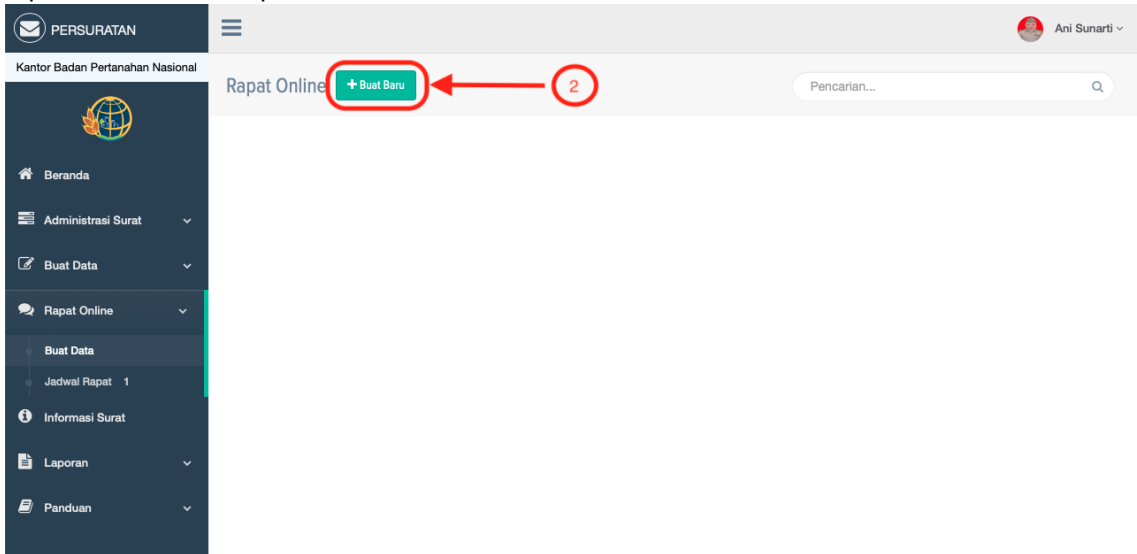 PERSURATAN
Ani Sunarti
Kantor Badan Pertanahan Nasional
Rapat Online
+ Buat Baru
2
Pencarian...
Beranda
Administrasi Surat
Buat Data
Rapat Online
Buat Data
Jadwal Rapat 1
Informasi Surat
Laporan
Panduan